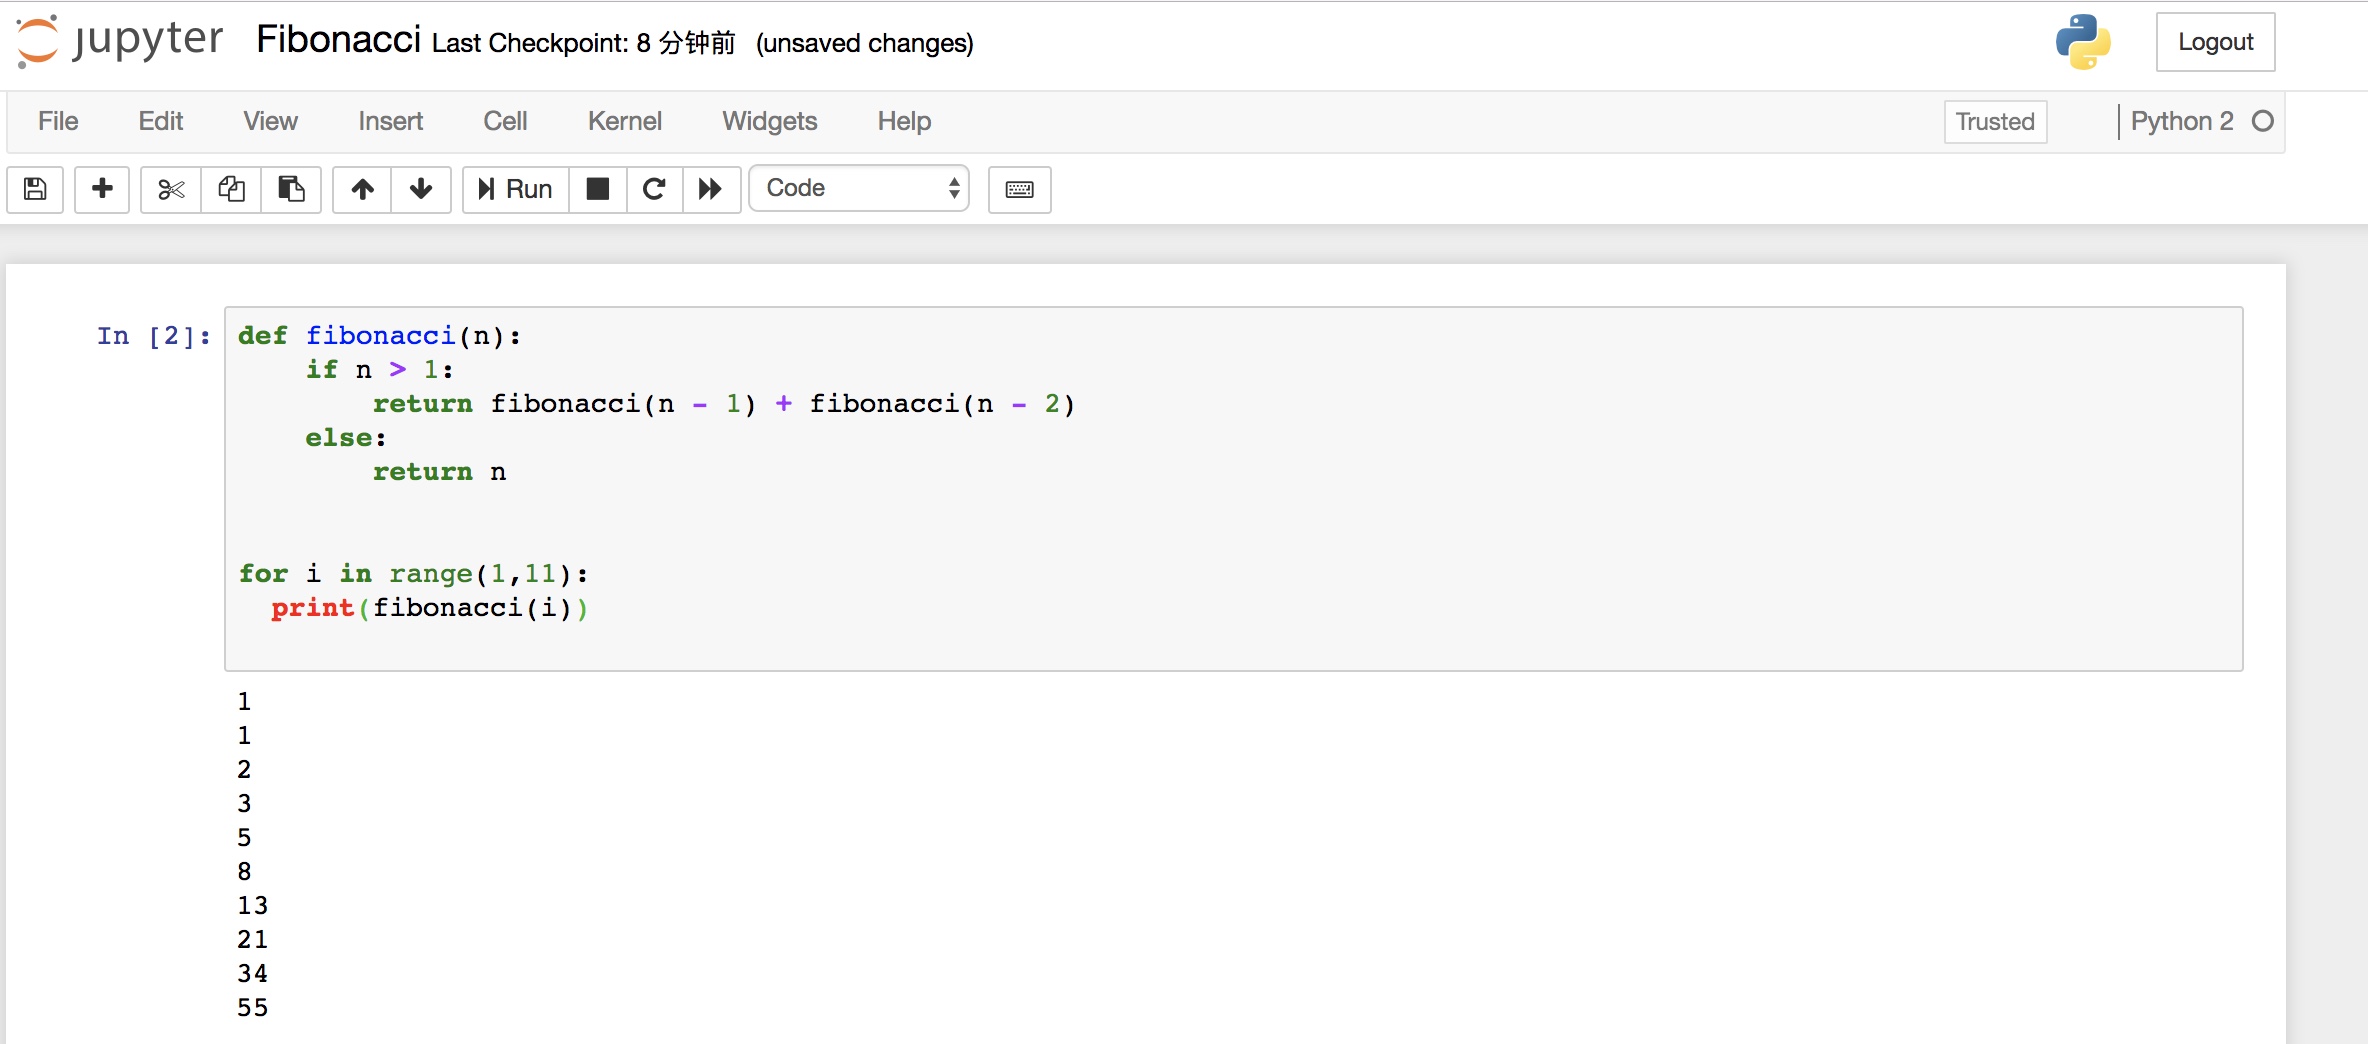 jupyter Fibonacci Last Checkpoint: 8 分钟前 (unsaved changes) Logout
File Edit View Insert Cell Kernel Widgets Help Trusted Python 2
Run Code
In [2]: def fibonacci(n):
    if n > 1:
        return fibonacci(n - 1) + fibonacci(n - 2)
    else:
        return n
for i in range(1,11):
  print(fibonacci(i))
1
1
2
3
5
8
13
21
34
55